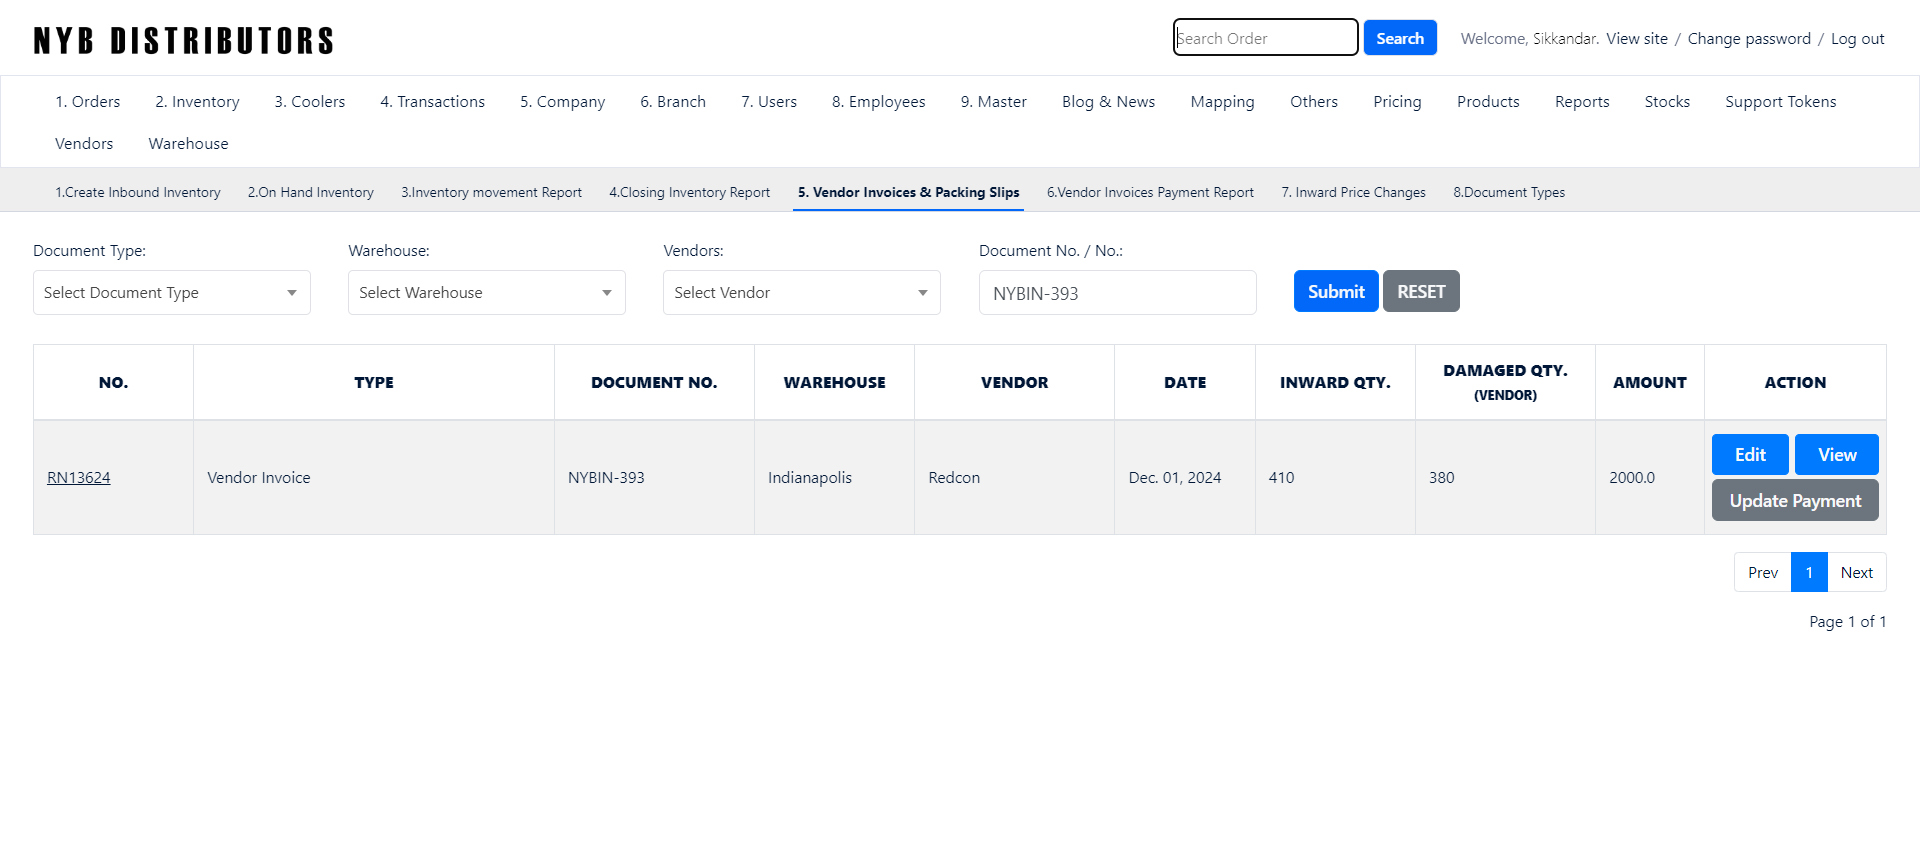 NYB DISTRIBUTORS
Search Order
Search
Welcome, Sikkandar. View site / Change password / Log out
1. Orders 2. Inventory 3. Coolers 4. Transactions 5. Company 6. Branch 7. Users 8. Employees 9. Master Blog & News Mapping Others Pricing Products Reports Stocks Support Tokens
Vendors Warehouse
1.Create Inbound Inventory 2.On Hand Inventory 3.Inventory movement Report 4.Closing Inventory Report 5. Vendor Invoices & Packing Slips 6.Vendor Invoices Payment Report 7. Inward Price Changes 8.Document Types
Document Type: Warehouse: Vendors: Document No. / No.:
Select Document Type Select Warehouse Select Vendor NYBIN-393 Submit RESET
NO. TYPE DOCUMENT NO. WAREHOUSE VENDOR DATE INWARD QTY. DAMAGED QTY. AMOUNT ACTION
(VENDOR)
RN13624 Vendor Invoice NYBIN-393 Indianapolis Redcon Dec. 01, 2024 410 380 2000.0 Edit View
Update Payment
Prev 1 Next
Page 1 of 1